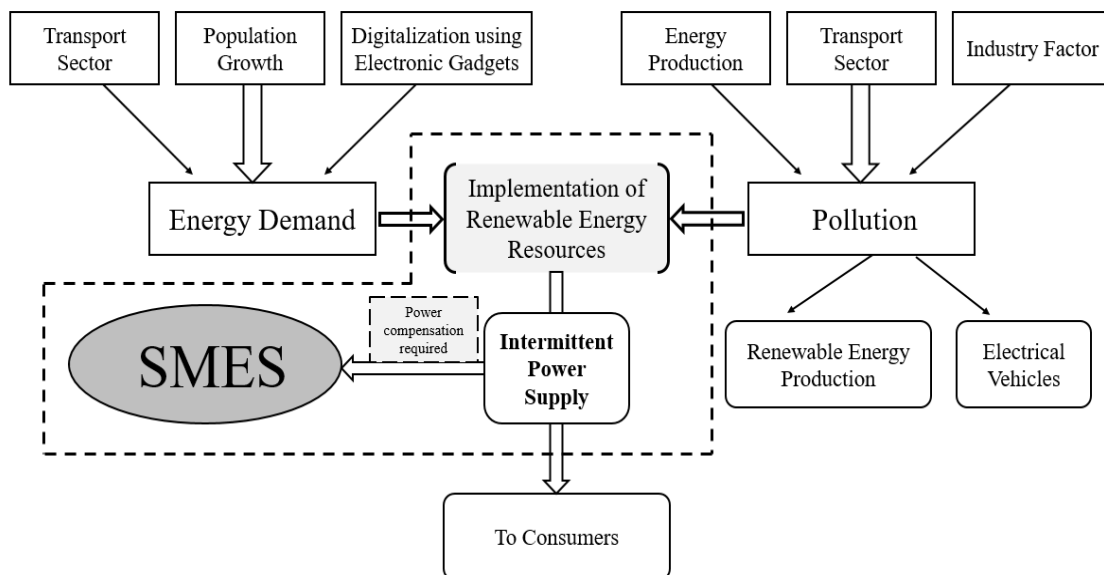 Transport
Sector
Population
Growth
Digitalization using
Electronic Gadgets
Energy
Production
Transport
Sector
Industry Factor
Energy Demand
Implementation of
Renewable Energy
Resources
Pollution
SMES
Power
compensation
required
Intermittent
Power
Supply
Renewable Energy
Production
Electrical
Vehicles
To Consumers